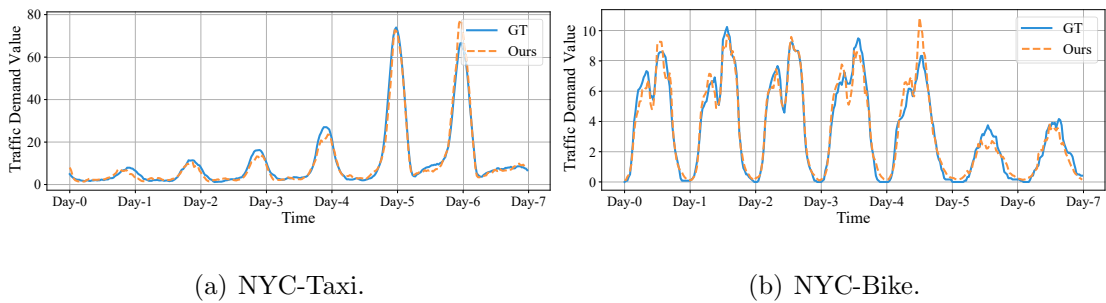 80
60
40
20
0
Traffic Demand Value
GT
Ours
Day-0 Day-1 Day-2 Day-3 Day-4 Day-5 Day-6 Day-7
Time
(a) NYC-Taxi.
10
8
6
4
2
0
Traffic Demand Value
GT
Ours
Day-0 Day-1 Day-2 Day-3 Day-4 Day-5 Day-6 Day-7
Time
(b) NYC-Bike.